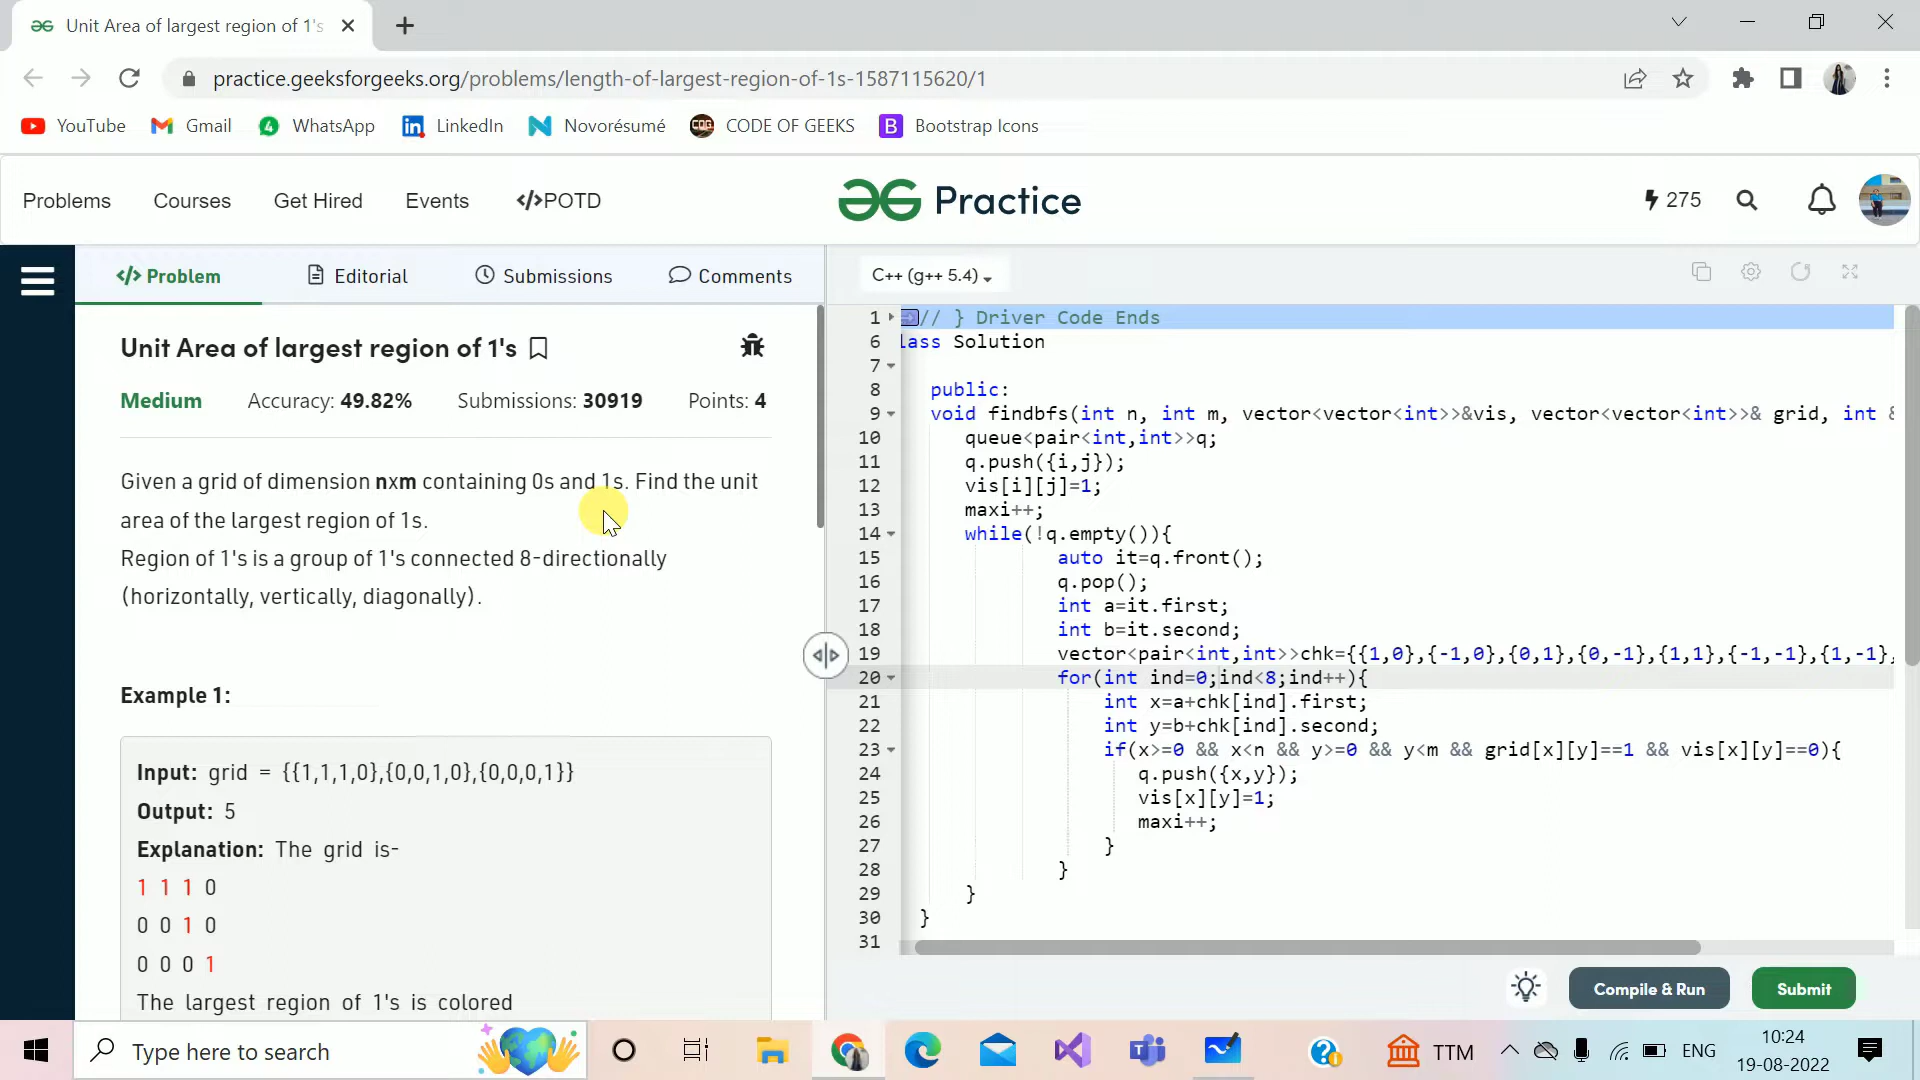 Unit Area of largest region of 1's
practice.geeksforgeeks.org/problems/length-of-largest-region-of-1s-1587115620/1
YouTube Gmail WhatsApp LinkedIn Novorésumé CODE OF GEEKS Bootstrap Icons
Problems Courses Get Hired Events </>POTD
Practice
275
</> Problem Editorial Submissions Comments
Unit Area of largest region of 1's
Medium Accuracy: 49.82% Submissions: 30919 Points: 4
Given a grid of dimension nxm containing 0s and 1s. Find the unit
area of the largest region of 1s.
Region of 1's is a group of 1's connected 8-directionally
(horizontally, vertically, diagonally).
Example 1:
Input: grid = {{1,1,1,0},{0,0,1,0},{0,0,0,1}}
Output: 5
Explanation: The grid is-
1 1 1 0
0 0 1 0
0 0 0 1
The largest region of 1's is colored
C++ (g++ 5.4)
1 // } Driver Code Ends
6 lass Solution
7
8 public:
9 void findbfs(int n, int m, vector<vector<int>>&vis, vector<vector<int>>& grid, int &
10 queue<pair<int,int>>q;
11 q.push({i,j});
12 vis[i][j]=1;
13 maxi++;
14 while(!q.empty()){
15 auto it=q.front();
16 q.pop();
17 int a=it.first;
18 int b=it.second;
19 vector<pair<int,int>>chk={{1,0},{-1,0},{0,1},{0,-1},{1,1},{-1,-1},{1,-1},
20 for(int ind=0;ind<8;ind++){
21 int x=a+chk[ind].first;
22 int y=b+chk[ind].second;
23 if(x>=0 && x<n && y>=0 && y<m && grid[x][y]==1 && vis[x][y]==0){
24 q.push({x,y});
25 vis[x][y]=1;
26 maxi++;
27 }
28 }
29 }
30 }
31
Compile & Run Submit
Type here to search
TTM
ENG
10:24
19-08-2022